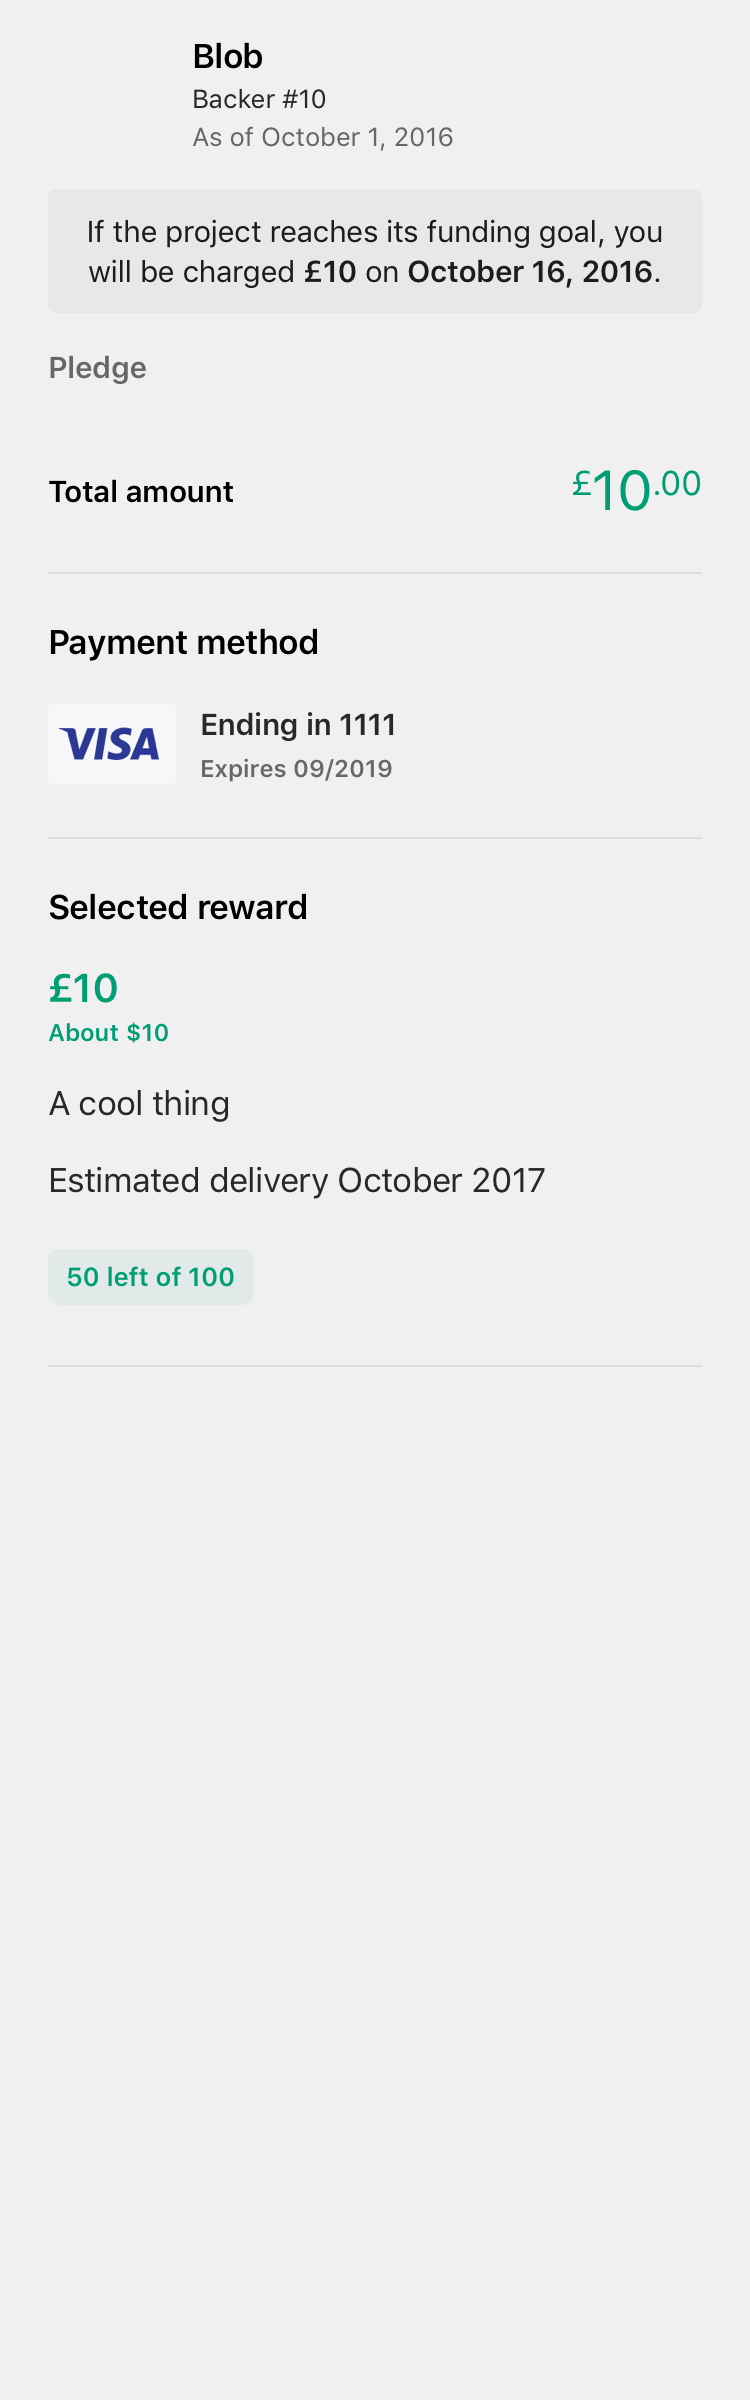 Blob
Backer #10
As of October 1, 2016
If the project reaches its funding goal, you
will be charged £10 on October 16, 2016.
Pledge
Total amount
£10.00
Payment method
VISA
Ending in 1111
Expires 09/2019
Selected reward
£10
About $10
A cool thing
Estimated delivery October 2017
50 left of 100